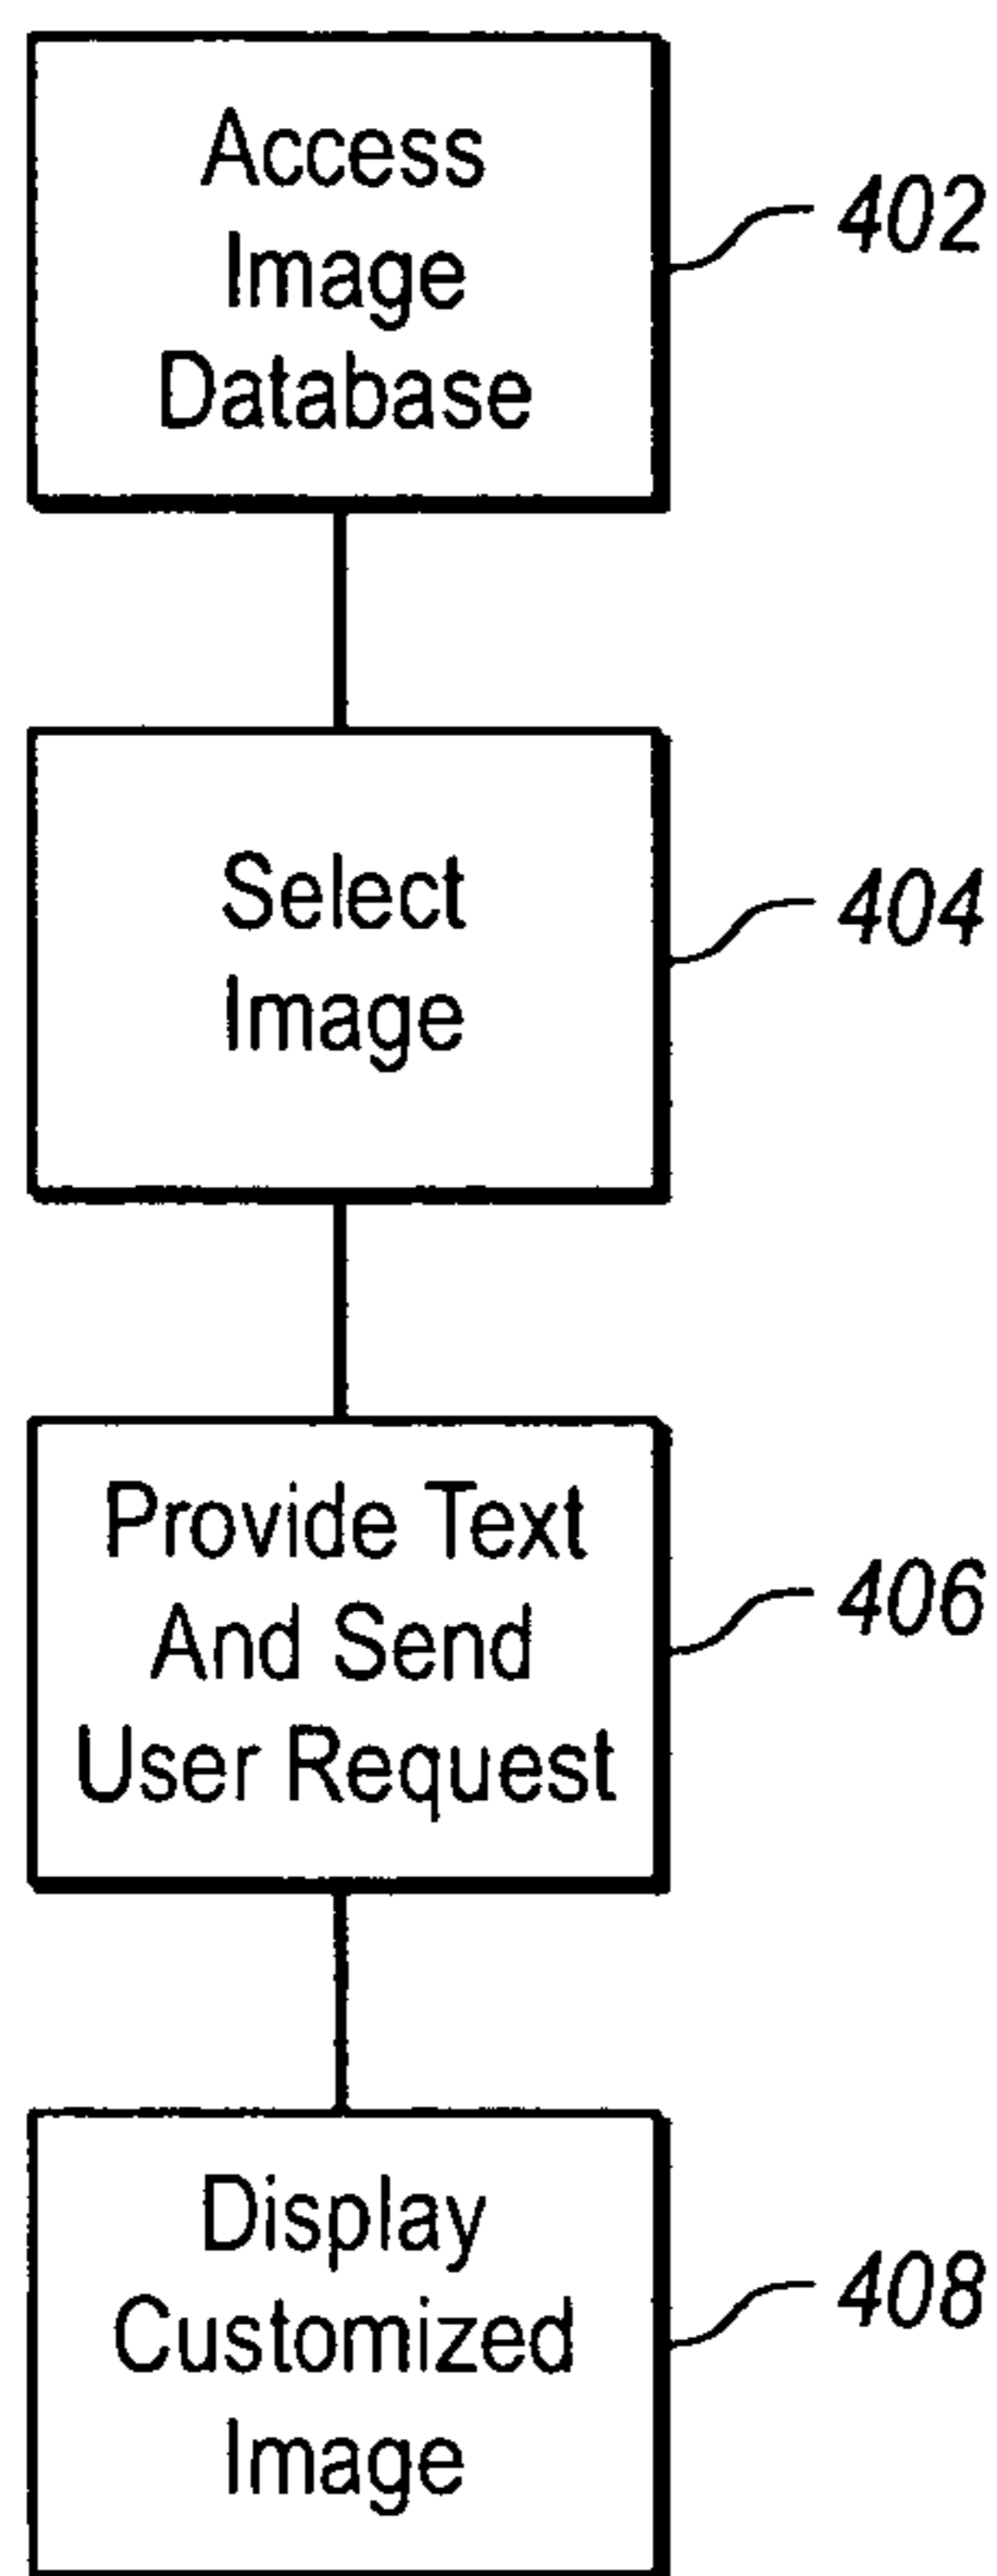 Access
Image
Database
402
Select
Image
404
Provide Text
And Send
User Request
406
Display
Customized
Image
408